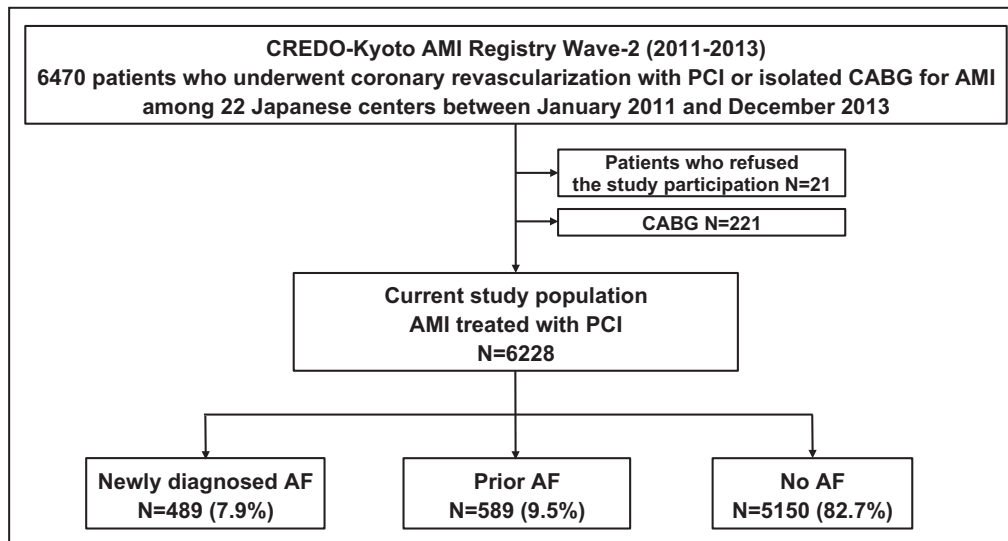 CREDO-Kyoto AMI Registry Wave-2 (2011-2013)
6470 patients who underwent coronary revascularization with PCI or isolated CABG for AMI
among 22 Japanese centers between January 2011 and December 2013
Patients who refused
the study participation N=21
CABG N=221
Current study population
AMI treated with PCI
N=6228
Newly diagnosed AF
N=489 (7.9%)
Prior AF
N=589 (9.5%)
No AF
N=5150 (82.7%)